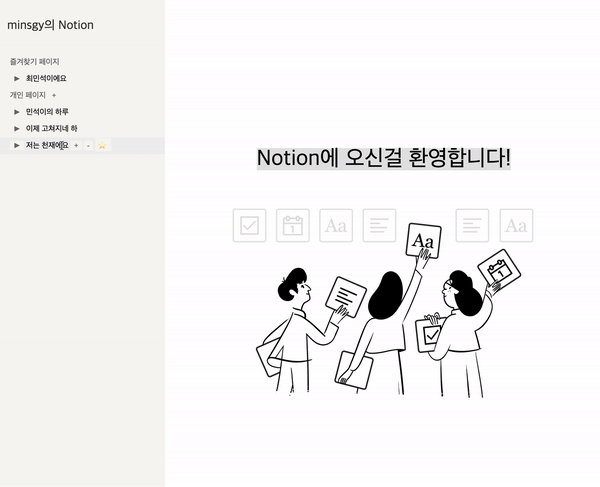 minsgy의 Notion
즐겨찾기 페이지
▶ 최민석이에요
개인 페이지 +
▶ 민석이의 하루
▶ 이제 고쳐지네 하
▶ 저는 천재에요 + -
Notion에 오신걸 환영합니다!
1 Aa Aa
Aa
1